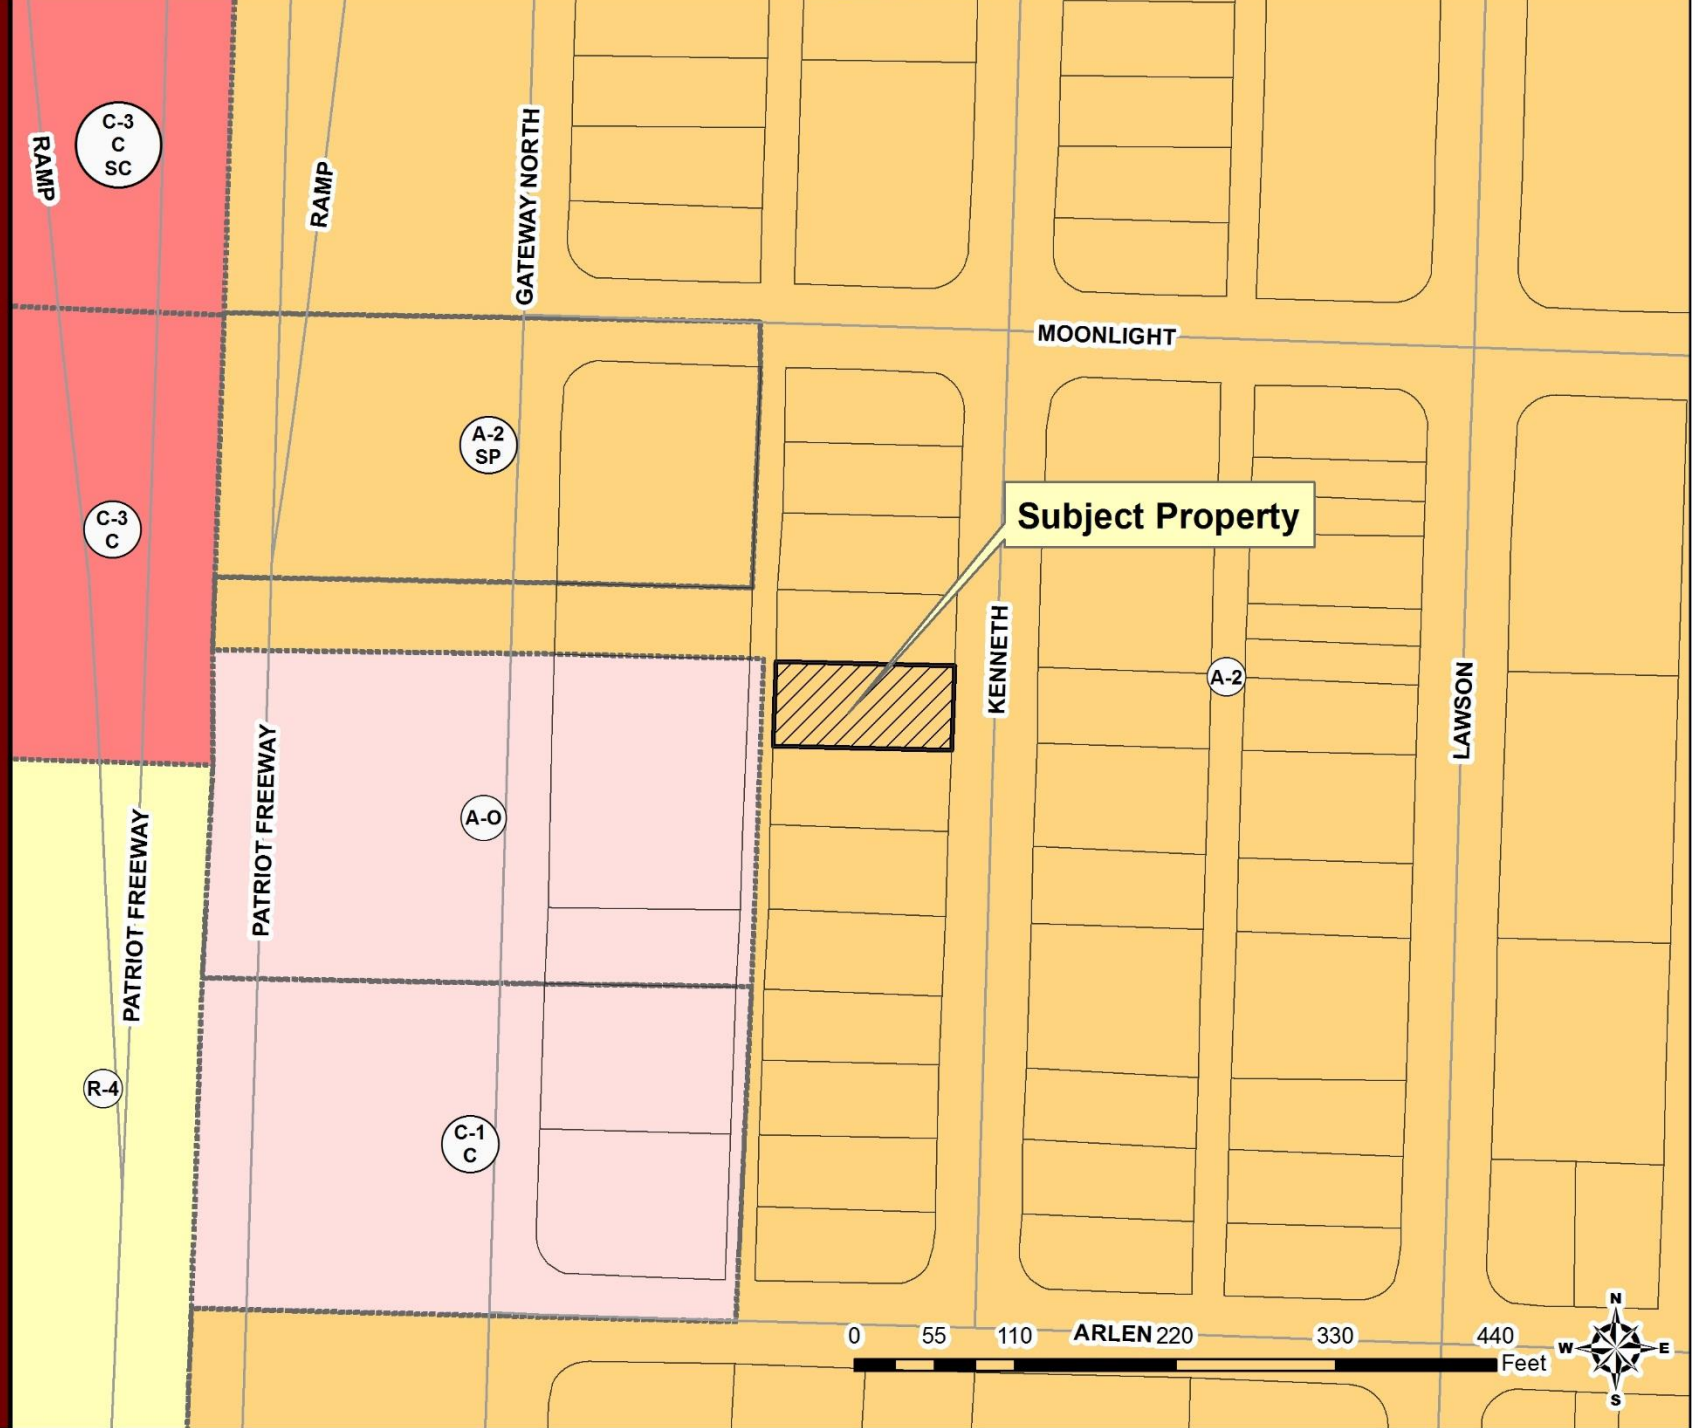 C-3
C
SC
RAMP
RAMP
GATEWAY NORTH
MOONLIGHT
A-2
SP
C-3
C
Subject Property
KENNETH
A-2
LAWSON
PATRIOT FREEWAY
A-O
PATRIOT FREEWAY
R-4
C-1
C
N
W
E
S
0 55 110 ARLEN 220 330 440
Feet